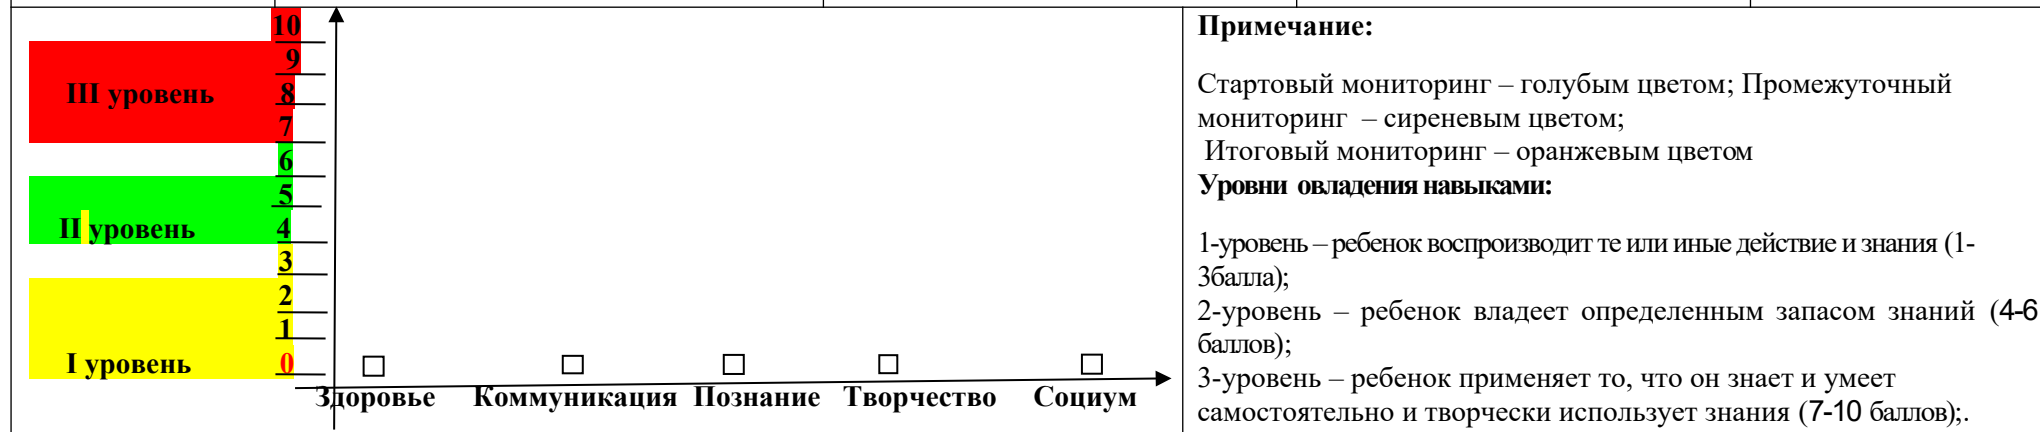 10
9
III уровень 8
7
6
5
II уровень 4
3
2
1
I уровень 0
Здоровье Коммуникация Познание Творчество Социум
Примечание:
Стартовый мониторинг – голубым цветом; Промежуточный
мониторинг – сиреневым цветом;
Итоговый мониторинг – оранжевым цветом
Уровни овладения навыками:
1-уровень – ребенок воспроизводит те или иные действие и знания (1-
3балла);
2-уровень – ребенок владеет определенным запасом знаний (4-6
баллов);
3-уровень – ребенок применяет то, что он знает и умеет
самостоятельно и творчески использует знания (7-10 баллов);.